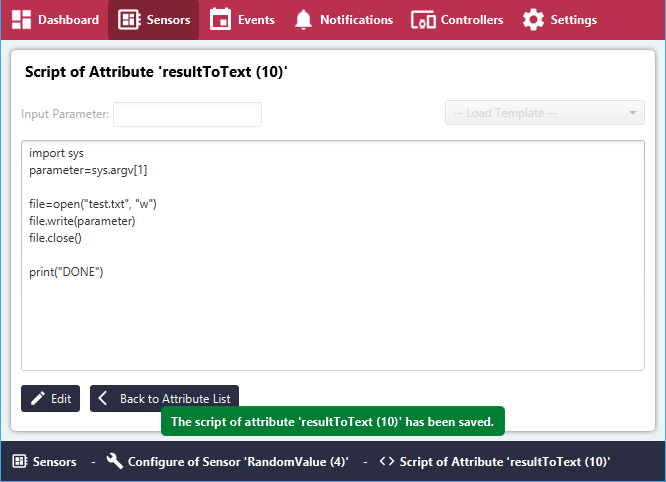 Dashboard Sensors Events Notifications Controllers Settings
Script of Attribute 'resultToText (10)'
Input Parameter: -- Load Template --
import sys
parameter=sys.argv[1]
file=open("test.txt", "w")
file.write(parameter)
file.close()
print("DONE")
Edit Back to Attribute List
The script of attribute 'resultToText (10)' has been saved.
Sensors - Configure of Sensor 'RandomValue (4)' - Script of Attribute 'resultToText (10)'